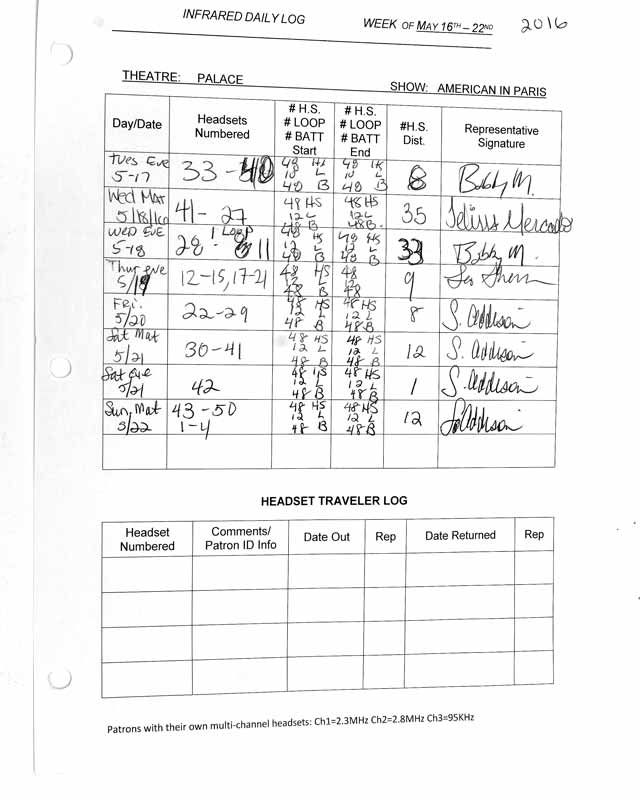 INFRARED DAILY LOG WEEK OF MAY 16TH – 22ND 2016
THEATRE: PALACE
SHOW: AMERICAN IN PARIS
Day/Date Headsets Numbered # H.S. # LOOP # BATT Start # H.S. # LOOP # BATT End #H.S. Dist. Representative Signature
Tues Eve 5-17 33 - 40 48 HS 10 L 48 B 48 HS 10 L 48 B 8 Bobby M.
Wed Mat 5/18/16 41 - 27 48 HS 12 L 48 B 48 HS 12 L 48 B 35
Wed Eve 5-18 28 - 11 1 Loop 48 HS 12 L 48 B 48 HS 12 L 48 B 33 Bobby M.
Thur eve 5/19 12-15, 17-21 48 HS 12 L 48 B 48 12 48 9
Fri. 5/20 22-29 48 HS 12 L 48 B 48 HS 12 L 48 B 8 S. Addison
Sat Mat 5/21 30-41 48 HS 12 L 48 B 48 HS 12 L 48 B 12 S. Addison
Sat eve 5/21 42 48 HS 12 L 48 B 48 HS 12 L 48 B 1 S. Addison
Sun, Mat 5/22 43-50 1-4 48 HS 12 L 48 B 48 HS 12 L 48 B 12 S. Addison
HEADSET TRAVELER LOG
Headset Numbered Comments/ Patron ID Info Date Out Rep Date Returned Rep
Patrons with their own multi-channel headsets: Ch1=2.3MHz Ch2=2.8MHz Ch3=95KHz